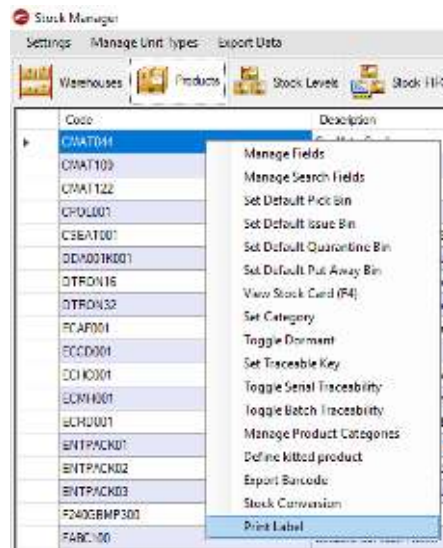 Stock Manager
Settings Manage Unit Types Export Data
Warehouses Products Stock Levels Stock
Code Description
CMAT044
CMAT109
CMAT122
CPOL001
CSEAT001
DDA001K001
DTRON16
DTRON32
ECAF001
ECCD001
ECHC001
ECMH001
ECRD001
ENTPACK01
ENTPACK02
ENTPACK03
F240GBMP300
FABC100
Manage Fields
Manage Search Fields
Set Default Pick Bin
Set Default Issue Bin
Set Default Quarantine Bin
Set Default Put Away Bin
View Stock Card (F4)
Set Category
Toggle Dormant
Set Traceable Key
Toggle Serial Traceability
Toggle Batch Traceability
Manage Product Categories
Define kitted product
Export Barcode
Stock Conversion
Print Label